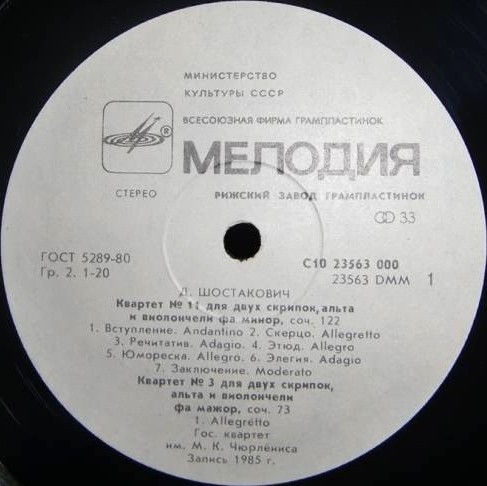 МИНИСТЕРСТВО
КУЛЬТУРЫ СССР
ВСЕСОЮЗНАЯ ФИРМА ГРАМПЛАСТИНОК
®
МЕЛОДИЯ
СТЕРЕО
РИЖСКИЙ ЗАВОД ГРАМПЛАСТИНОК
33
ГОСТ 5289-80
Гр. 2. 1-20
С10 23563 000
23563 DMM 1
Д. ШОСТАКОВИЧ
Квартет № 11 для двух скрипок, альта
и виолончели фа минор, соч. 122
1. Вступление. Andantino 2. Скерцо. Allegretto
3. Речитатив. Adagio. 4. Этюд. Allegro
5. Юмореска. Allegro. 6. Элегия. Adagio
7. Заключение. Moderato
Квартет № 3 для двух скрипок,
альта и виолончели
фа мажор, соч. 73
1. Allegretto
Гос. квартет
им. М. К. Чюрлёниса
Запись 1985 г.